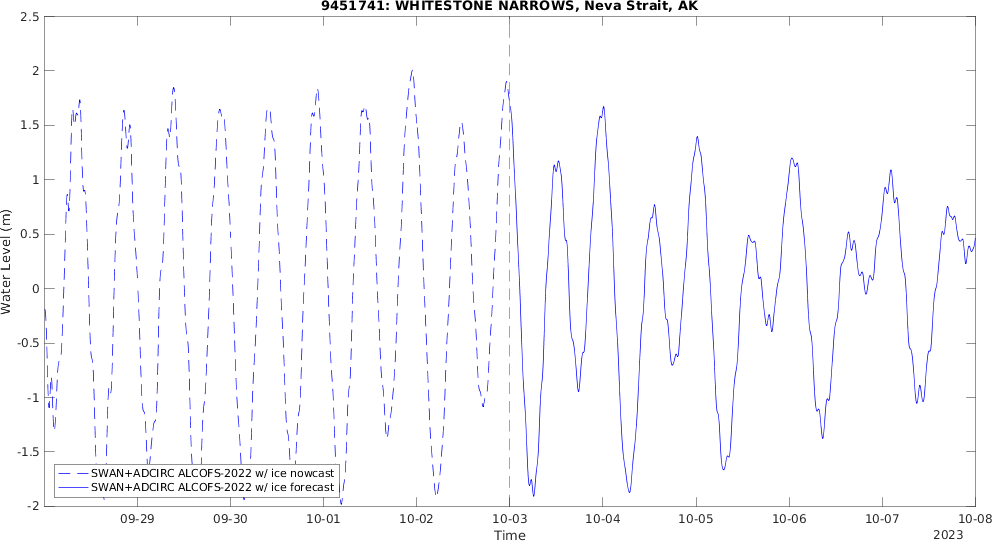 9451741: WHITESTONE NARROWS, Neva Strait, AK
2.5
2
1.5
1
0.5
0
-0.5
-1
-1.5
-2
Water Level (m)
SWAN+ADCIRC ALCOFS-2022 w/ ice nowcast
SWAN+ADCIRC ALCOFS-2022 w/ ice forecast
09-29 09-30 10-01 10-02 10-03 10-04 10-05 10-06 10-07 10-08
Time
2023